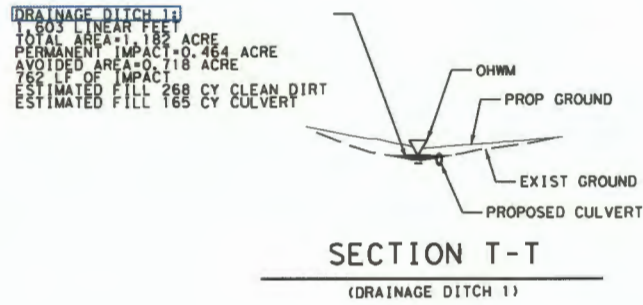 DRAINAGE DITCH 1:
1,603 LINEAR FEET
TOTAL AREA=1.182 ACRE
PERMANENT IMPACT=0.464 ACRE
AVOIDED AREA=0.718 ACRE
762 LF OF IMPACT
ESTIMATED FILL 268 CY CLEAN DIRT
ESTIMATED FILL 165 CY CULVERT
OHWM
PROP GROUND
EXIST GROUND
PROPOSED CULVERT
SECTION T-T
(DRAINAGE DITCH 1)